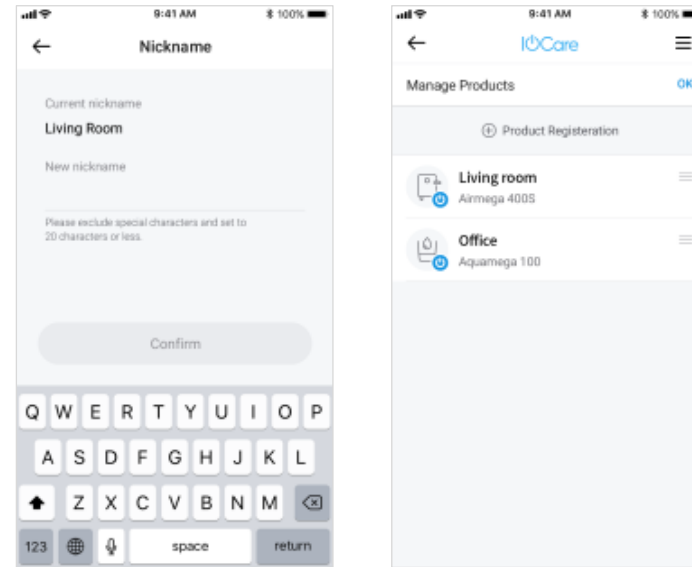 9:41 AM
100%
Nickname
Current nickname
Living Room
New nickname
Please exclude special characters and set to
20 characters or less.
Confirm
Q W E R T Y U I O P
A S D F G H J K L
Z X C V B N M
123
space
return
9:41 AM
100%
IOCare
Manage Products
OK
Product Registeration
Living room
Airmega 400S
Office
Aquamega 100